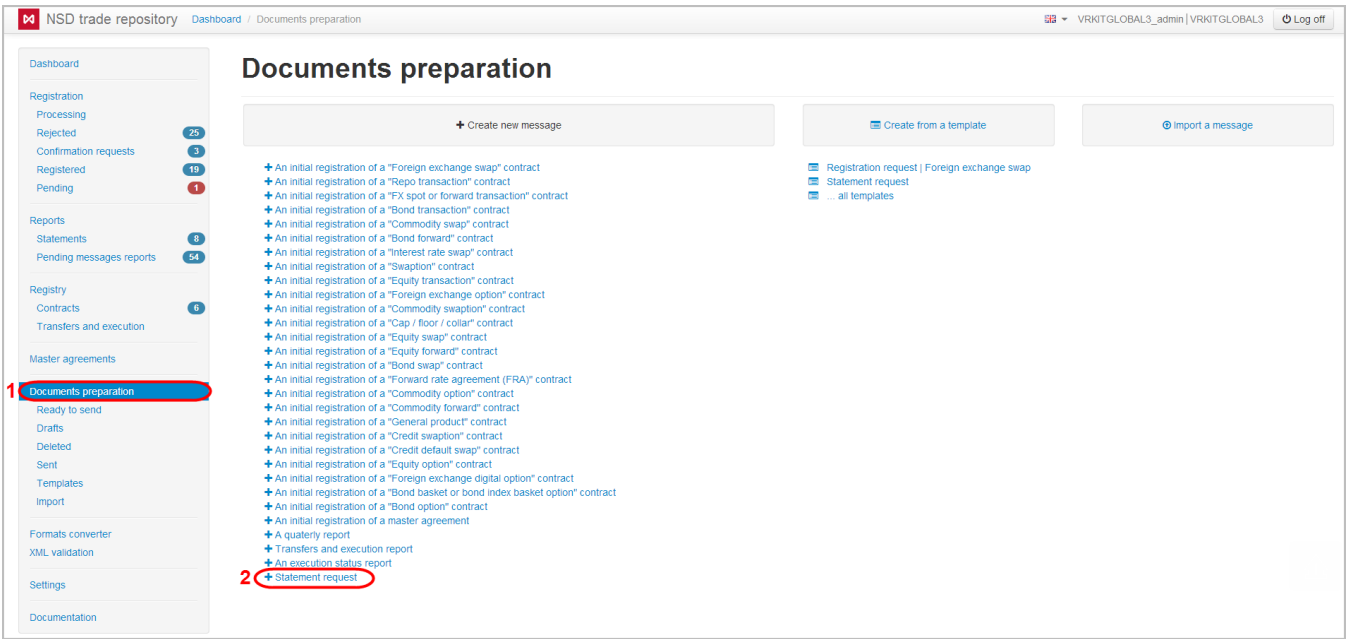 NSD trade repository Dashboard / Documents preparation VRKITGLOBAL3_admin | VRKITGLOBAL3 Log off
Dashboard
Registration
Processing
Rejected 25
Confirmation requests 3
Registered 19
Pending 1
Reports
Statements 8
Pending messages reports 54
Registry
Contracts 6
Transfers and execution
Master agreements
1 Documents preparation
Ready to send
Drafts
Deleted
Sent
Templates
Import
Formats converter
XML validation
Settings
Documentation
Documents preparation
+ Create new message
+ An initial registration of a "Foreign exchange swap" contract
+ An initial registration of a "Repo transaction" contract
+ An initial registration of a "FX spot or forward transaction" contract
+ An initial registration of a "Bond transaction" contract
+ An initial registration of a "Commodity swap" contract
+ An initial registration of a "Bond forward" contract
+ An initial registration of a "Interest rate swap" contract
+ An initial registration of a "Swaption" contract
+ An initial registration of a "Equity transaction" contract
+ An initial registration of a "Foreign exchange option" contract
+ An initial registration of a "Commodity swaption" contract
+ An initial registration of a "Cap / floor / collar" contract
+ An initial registration of a "Equity swap" contract
+ An initial registration of a "Equity forward" contract
+ An initial registration of a "Bond swap" contract
+ An initial registration of a "Forward rate agreement (FRA)" contract
+ An initial registration of a "Commodity option" contract
+ An initial registration of a "Commodity forward" contract
+ An initial registration of a "General product" contract
+ An initial registration of a "Credit swaption" contract
+ An initial registration of a "Credit default swap" contract
+ An initial registration of a "Equity option" contract
+ An initial registration of a "Foreign exchange digital option" contract
+ An initial registration of a "Bond basket or bond index basket option" contract
+ An initial registration of a "Bond option" contract
+ An initial registration of a master agreement
+ A quaterly report
+ Transfers and execution report
+ An execution status report
2 + Statement request
Create from a template
Registration request | Foreign exchange swap
Statement request
... all templates
Import a message